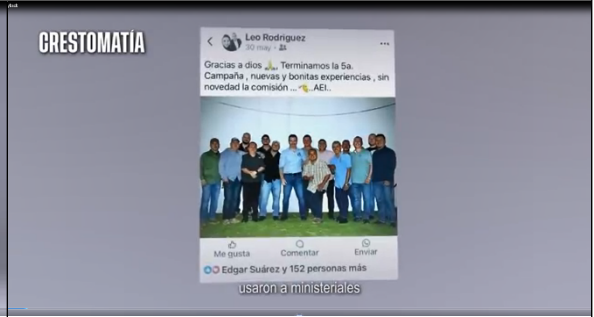 CRESTOMATÍA
Leo Rodriguez
30 may
Gracias a dios 🙏. Terminamos la 5a.
Campaña , nuevas y bonitas experiencias , sin
novedad la comisión ...🐆..AEI..
Me gusta
Comentar
Enviar
Edgar Suárez y 152 personas más
usaron a ministeriales